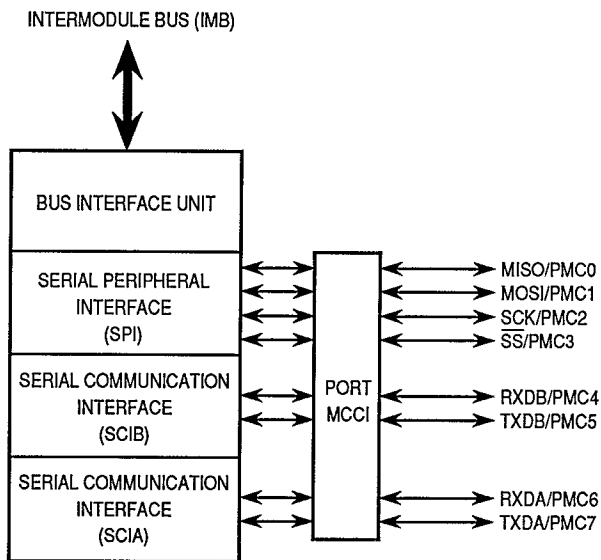 INTERMODULE BUS (IMB)
BUS INTERFACE UNIT
SERIAL PERIPHERAL
INTERFACE
(SPI)
SERIAL COMMUNICATION
INTERFACE
(SCIB)
SERIAL COMMUNICATION
INTERFACE
(SCIA)
PORT
MCCI
MISO/PMC0
MOSI/PMC1
SCK/PMC2
S̅S̅/PMC3
RXDB/PMC4
TXDB/PMC5
RXDA/PMC6
TXDA/PMC7